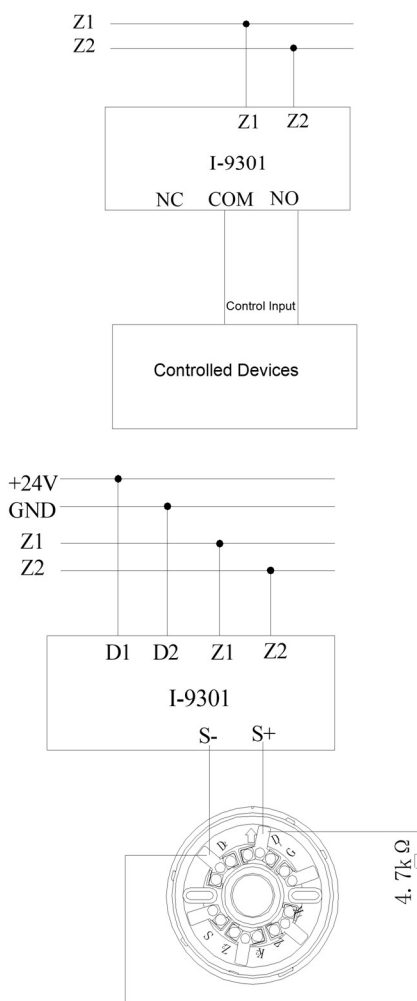 Z1
Z2
Z1 Z2
I-9301
NC COM NO
Control Input
Controlled Devices
+24V
GND
Z1
Z2
D1 D2 Z1 Z2
I-9301
S- S+
D D G
4.7kΩ
S Z K